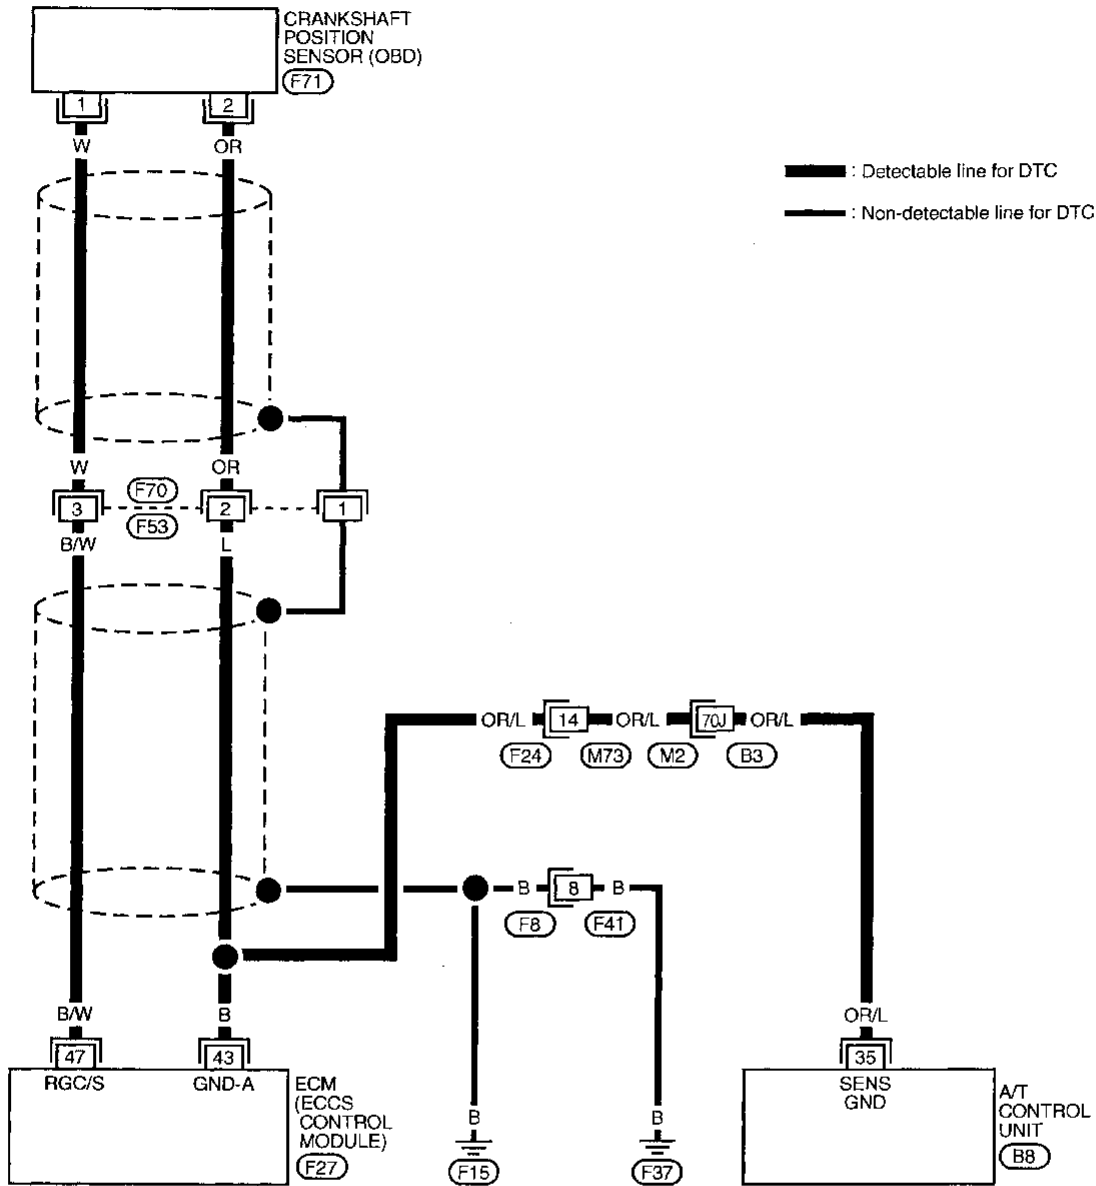 CRANKSHAFT
POSITION
SENSOR (OBD)
F71
1 2
W OR
: Detectable line for DTC
: Non-detectable line for DTC
W OR
F70
3 2 1
F53
B/W L
OR/L 14 OR/L 70J OR/L
F24 M73 M2 B3
B 8 B
F8 F41
B/W B OR/L
47 43 35
RGC/S GND-A
ECM
(ECCS
CONTROL
MODULE)
F27
SENS
GND
A/T
CONTROL
UNIT
B8
B B
F15 F37